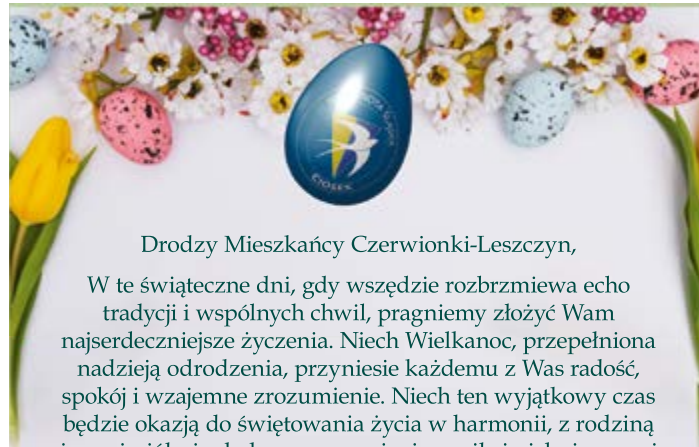 CIOSEK
Drodzy Mieszkańcy Czerwionki-Leszczyn,
W te świąteczne dni, gdy wszędzie rozbrzmiewa echo
tradycji i wspólnych chwil, pragniemy złożyć Wam
najserdeczniejsze życzenia. Niech Wielkanoc, przepełniona
nadzieją odrodzenia, przyniesie każdemu z Was radość,
spokój i wzajemne zrozumienie. Niech ten wyjątkowy czas
będzie okazją do świętowania życia w harmonii, z rodziną